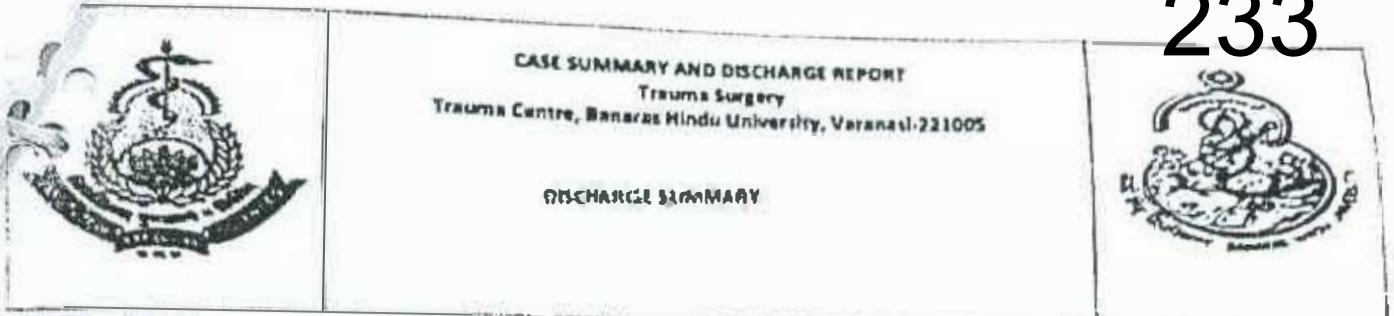 233
CASE SUMMARY AND DISCHARGE REPORT
Trauma Surgery
Trauma Centre, Banaras Hindu University, Varanasi-221005
DISCHARGE SUMMARY